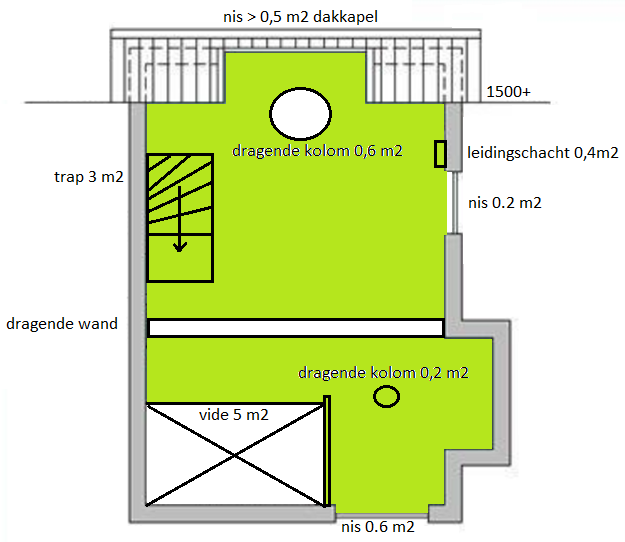 nis > 0,5 m2 dakkapel
1500+
dragende kolom 0,6 m2
leidingschacht 0,4m2
trap 3 m2
nis 0.2 m2
dragende wand
dragende kolom 0,2 m2
vide 5 m2
nis 0.6 m2